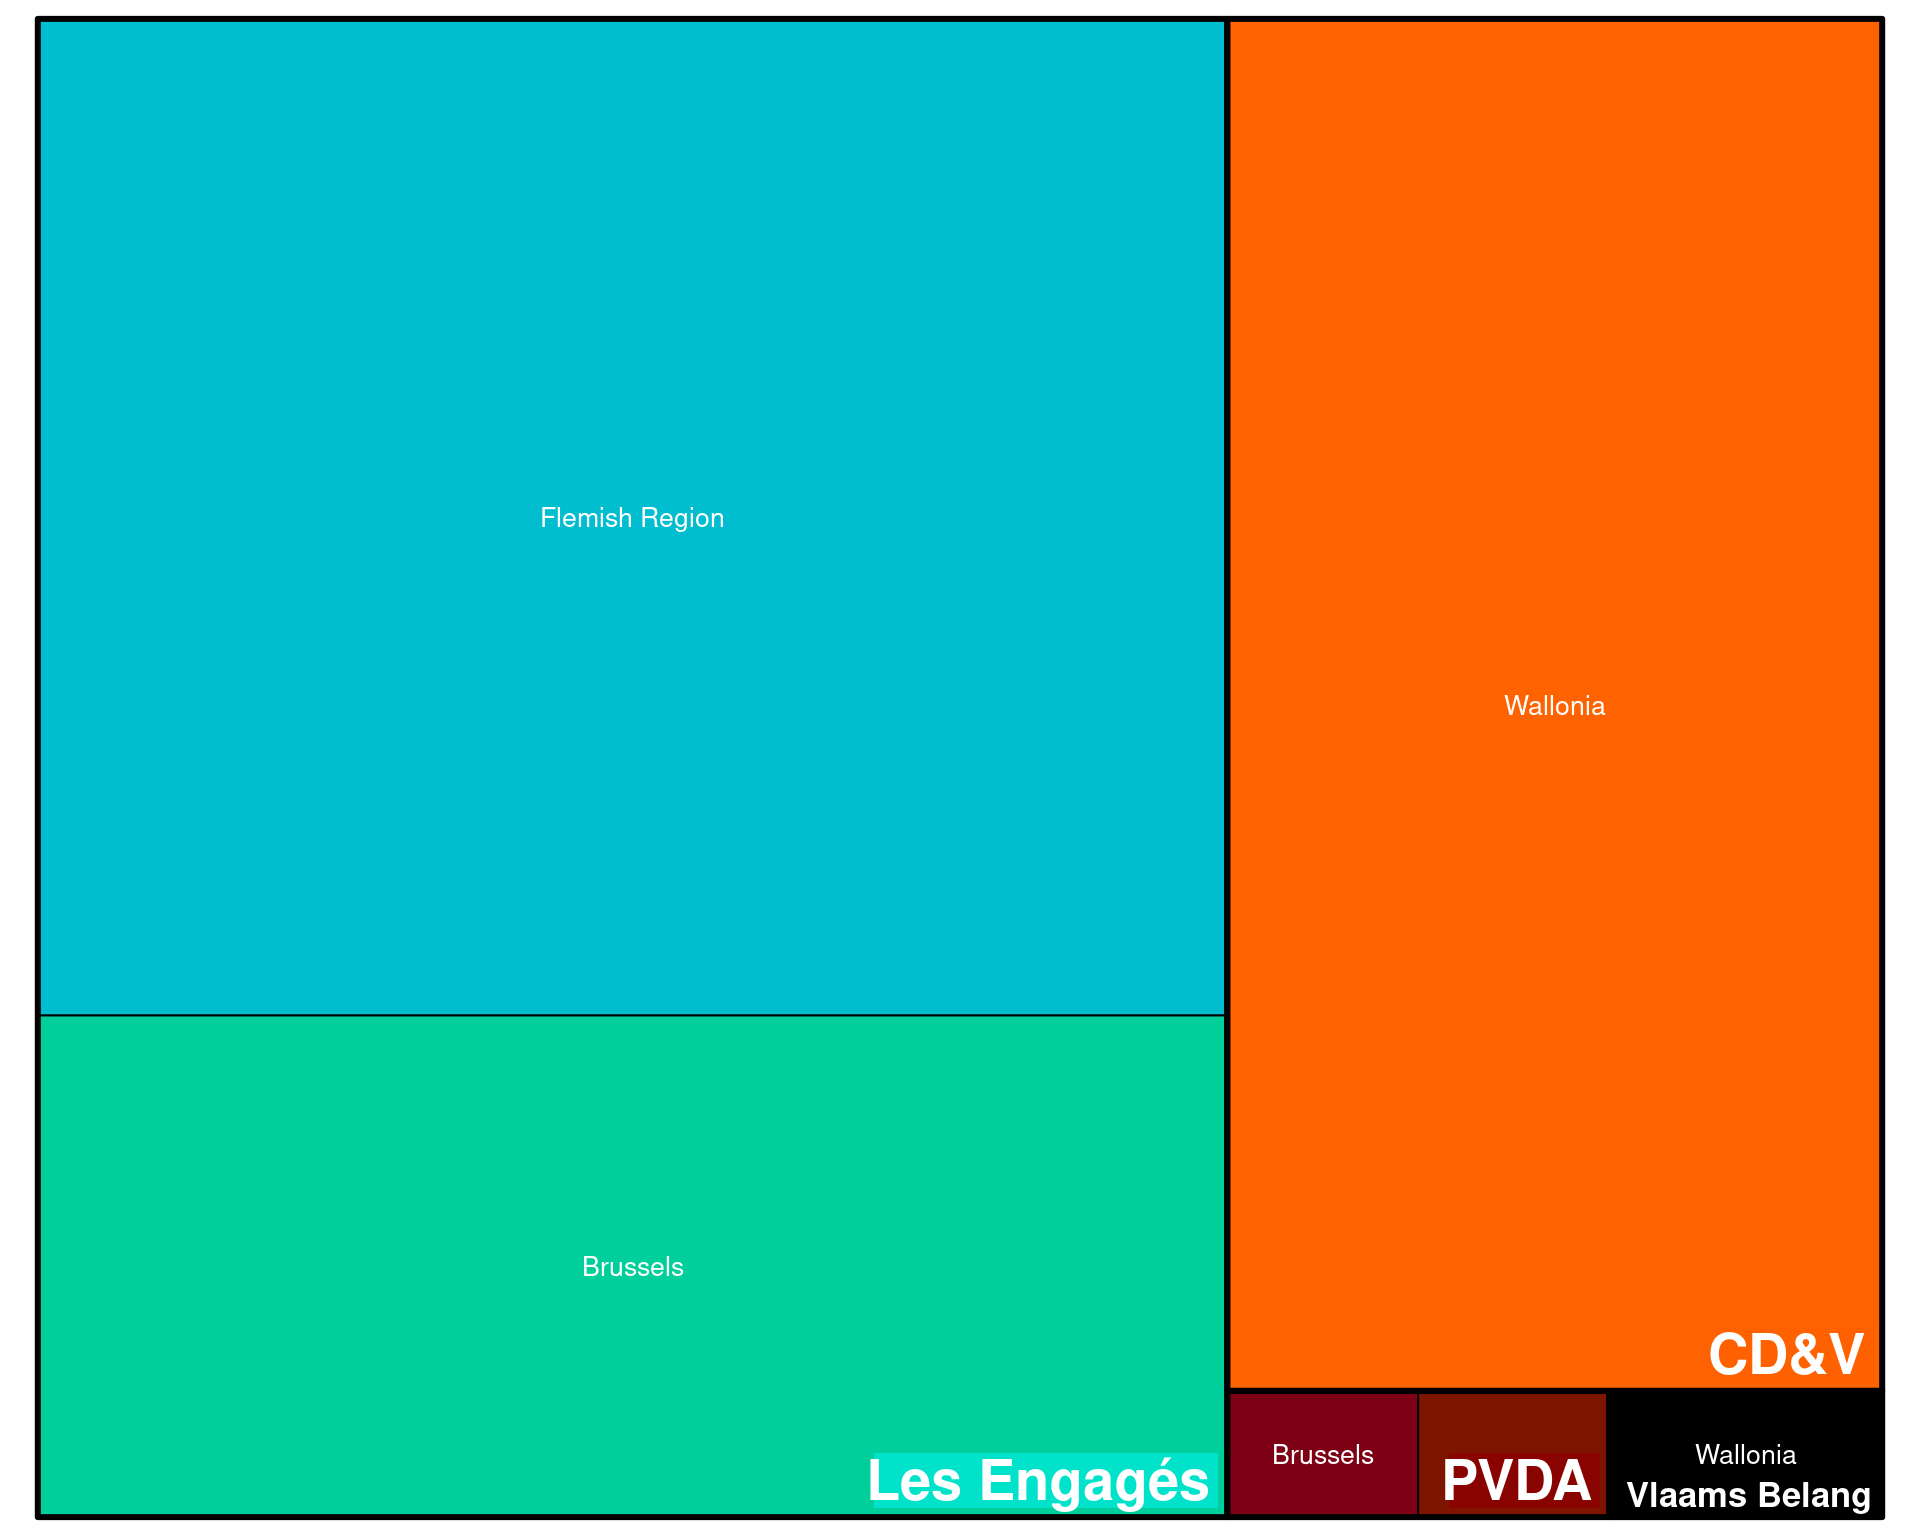 Flemish Region
Wallonia
Brussels
CD&V
Brussels
Wallonia
Les Engagés
PVDA
Vlaams Belang